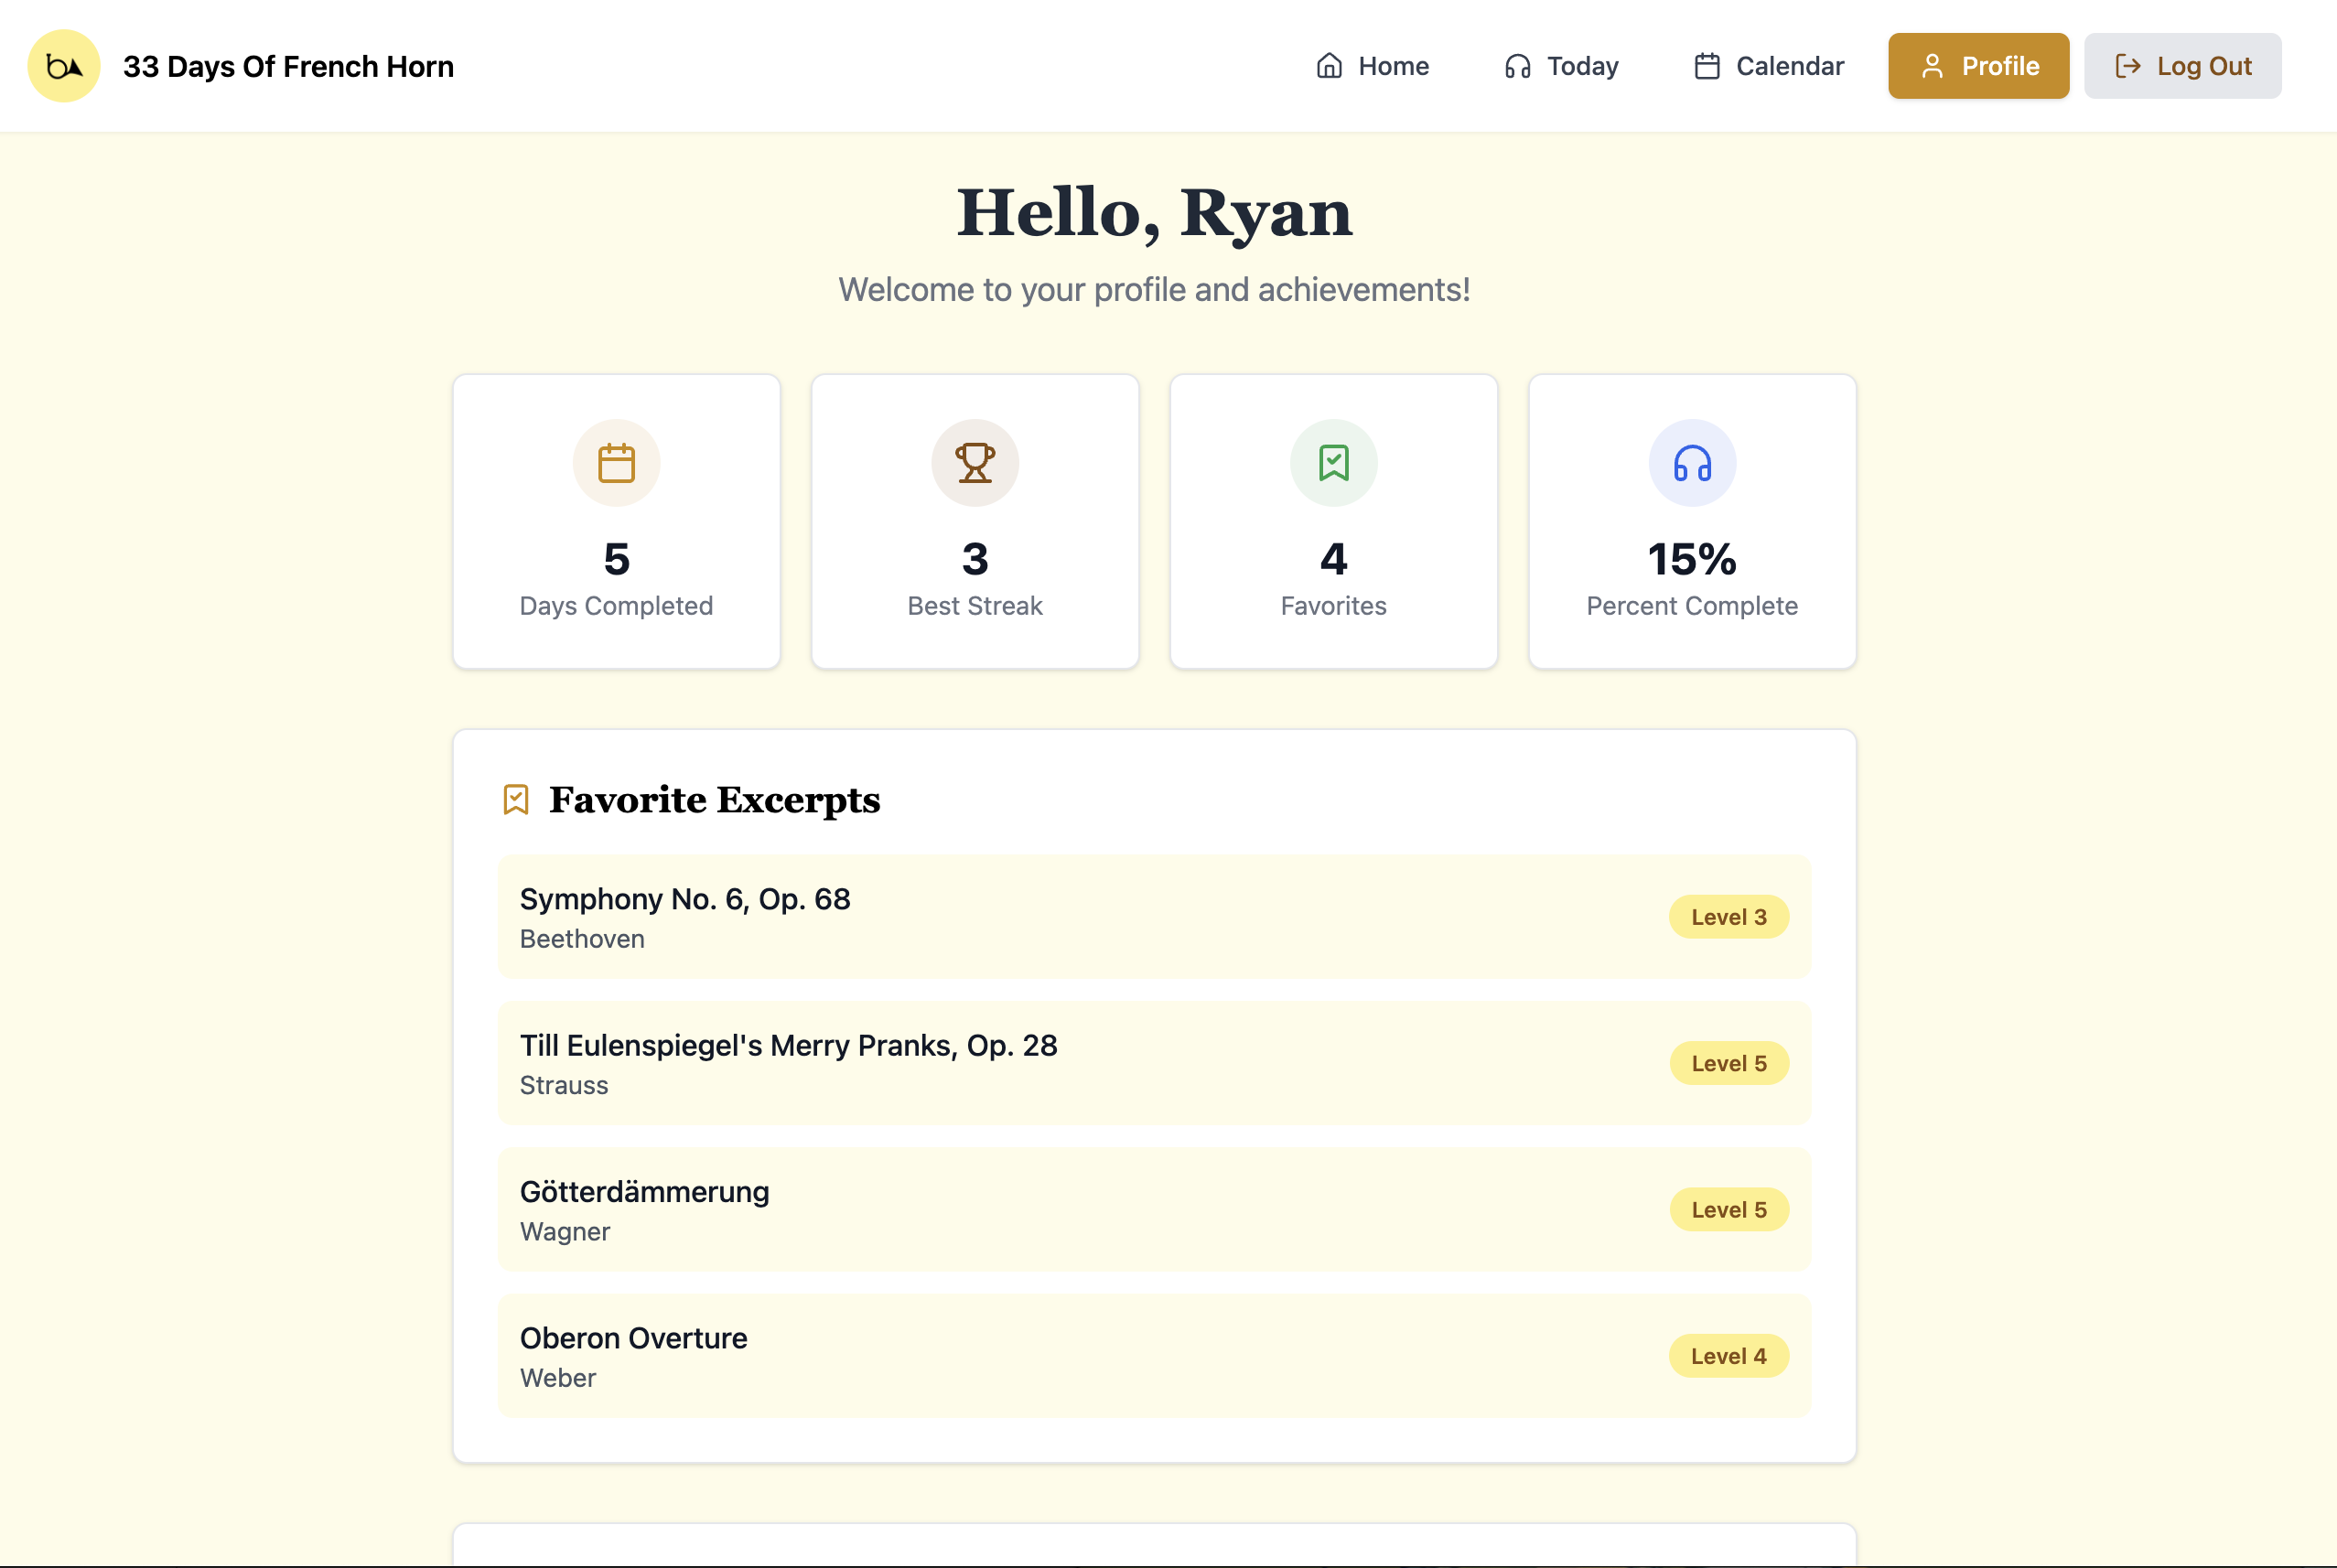 33 Days Of French Horn
Home
Today
Calendar
Profile
Log Out
Hello, Ryan
Welcome to your profile and achievements!
5
Days Completed
3
Best Streak
4
Favorites
15%
Percent Complete
Favorite Excerpts
Symphony No. 6, Op. 68
Beethoven
Level 3
Till Eulenspiegel's Merry Pranks, Op. 28
Strauss
Level 5
Götterdämmerung
Wagner
Level 5
Oberon Overture
Weber
Level 4